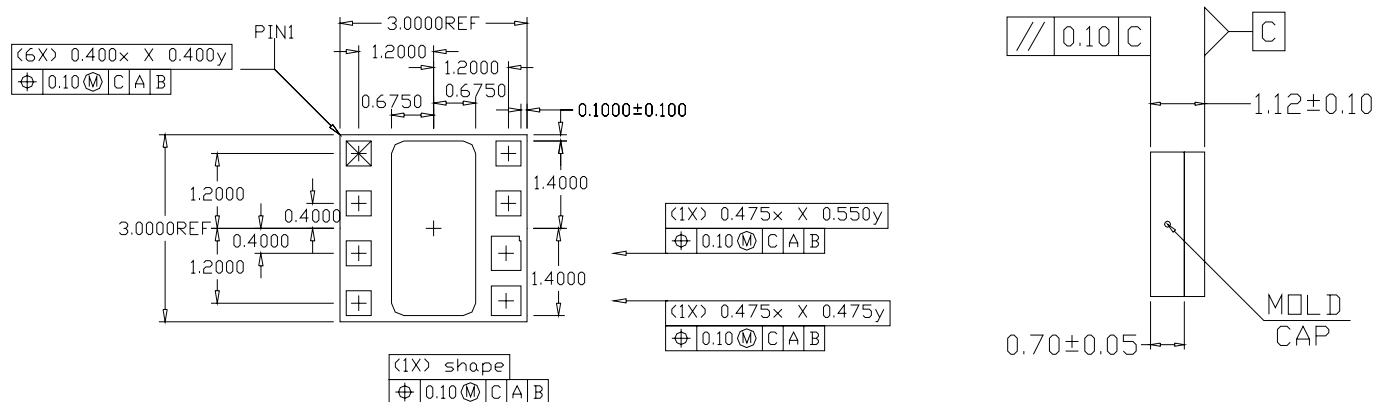 3.0000REF
PIN1
// 0.10 C
C
(6X) 0.400x X 0.400y
1.2000
1.2000
⌖ 0.10 Ⓜ C A B
0.6750
0.6750
0.1000±0.100
1.12±0.10
1.2000
1.4000
0.4000
(1X) 0.475x X 0.550y
3.0000REF
0.4000
⌖ 0.10 Ⓜ C A B
1.2000
1.4000
(1X) 0.475x X 0.475y
⌖ 0.10 Ⓜ C A B
MOLD
CAP
0.70±0.05
(1X) shape
⌖ 0.10 Ⓜ C A B